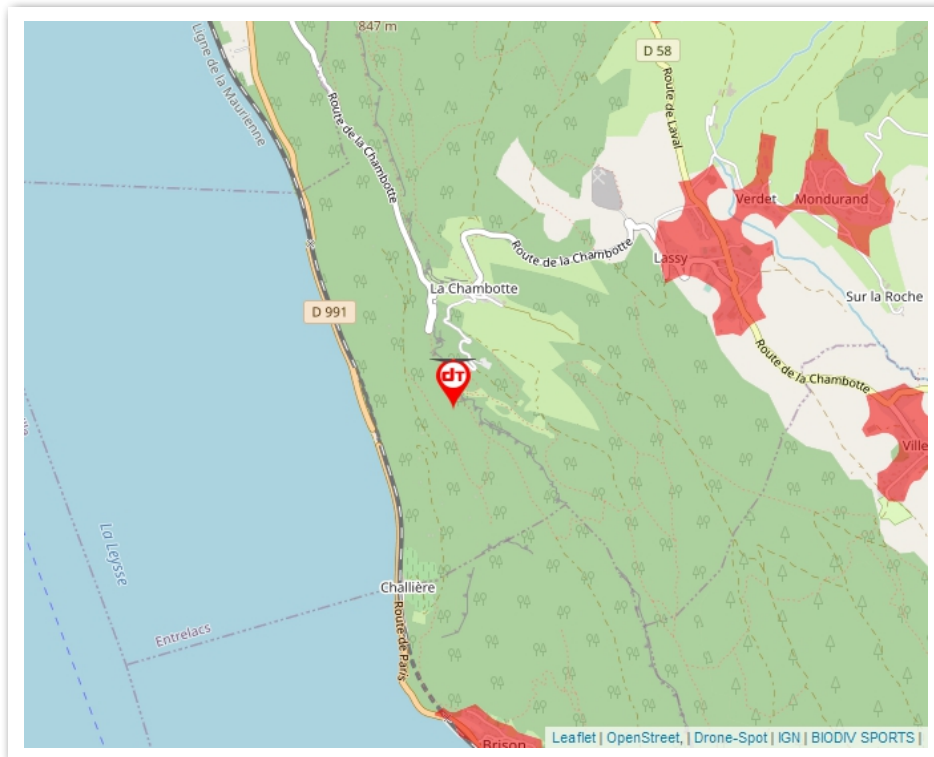 847 m
D 58
Ligne de la Maurienne
Route de la Chambotte
Route de Laval
Verdet
Mondurand
Route de la Chambotte
Lassy
La Chambotte
Sur la Roche
D 991
Route de la Chambotte
dT
Ville
La Leysse
Challière
Entrelacs
Route de Paris
Brison
Leaflet | OpenStreet, | Drone-Spot | IGN | BIODIV SPORTS |